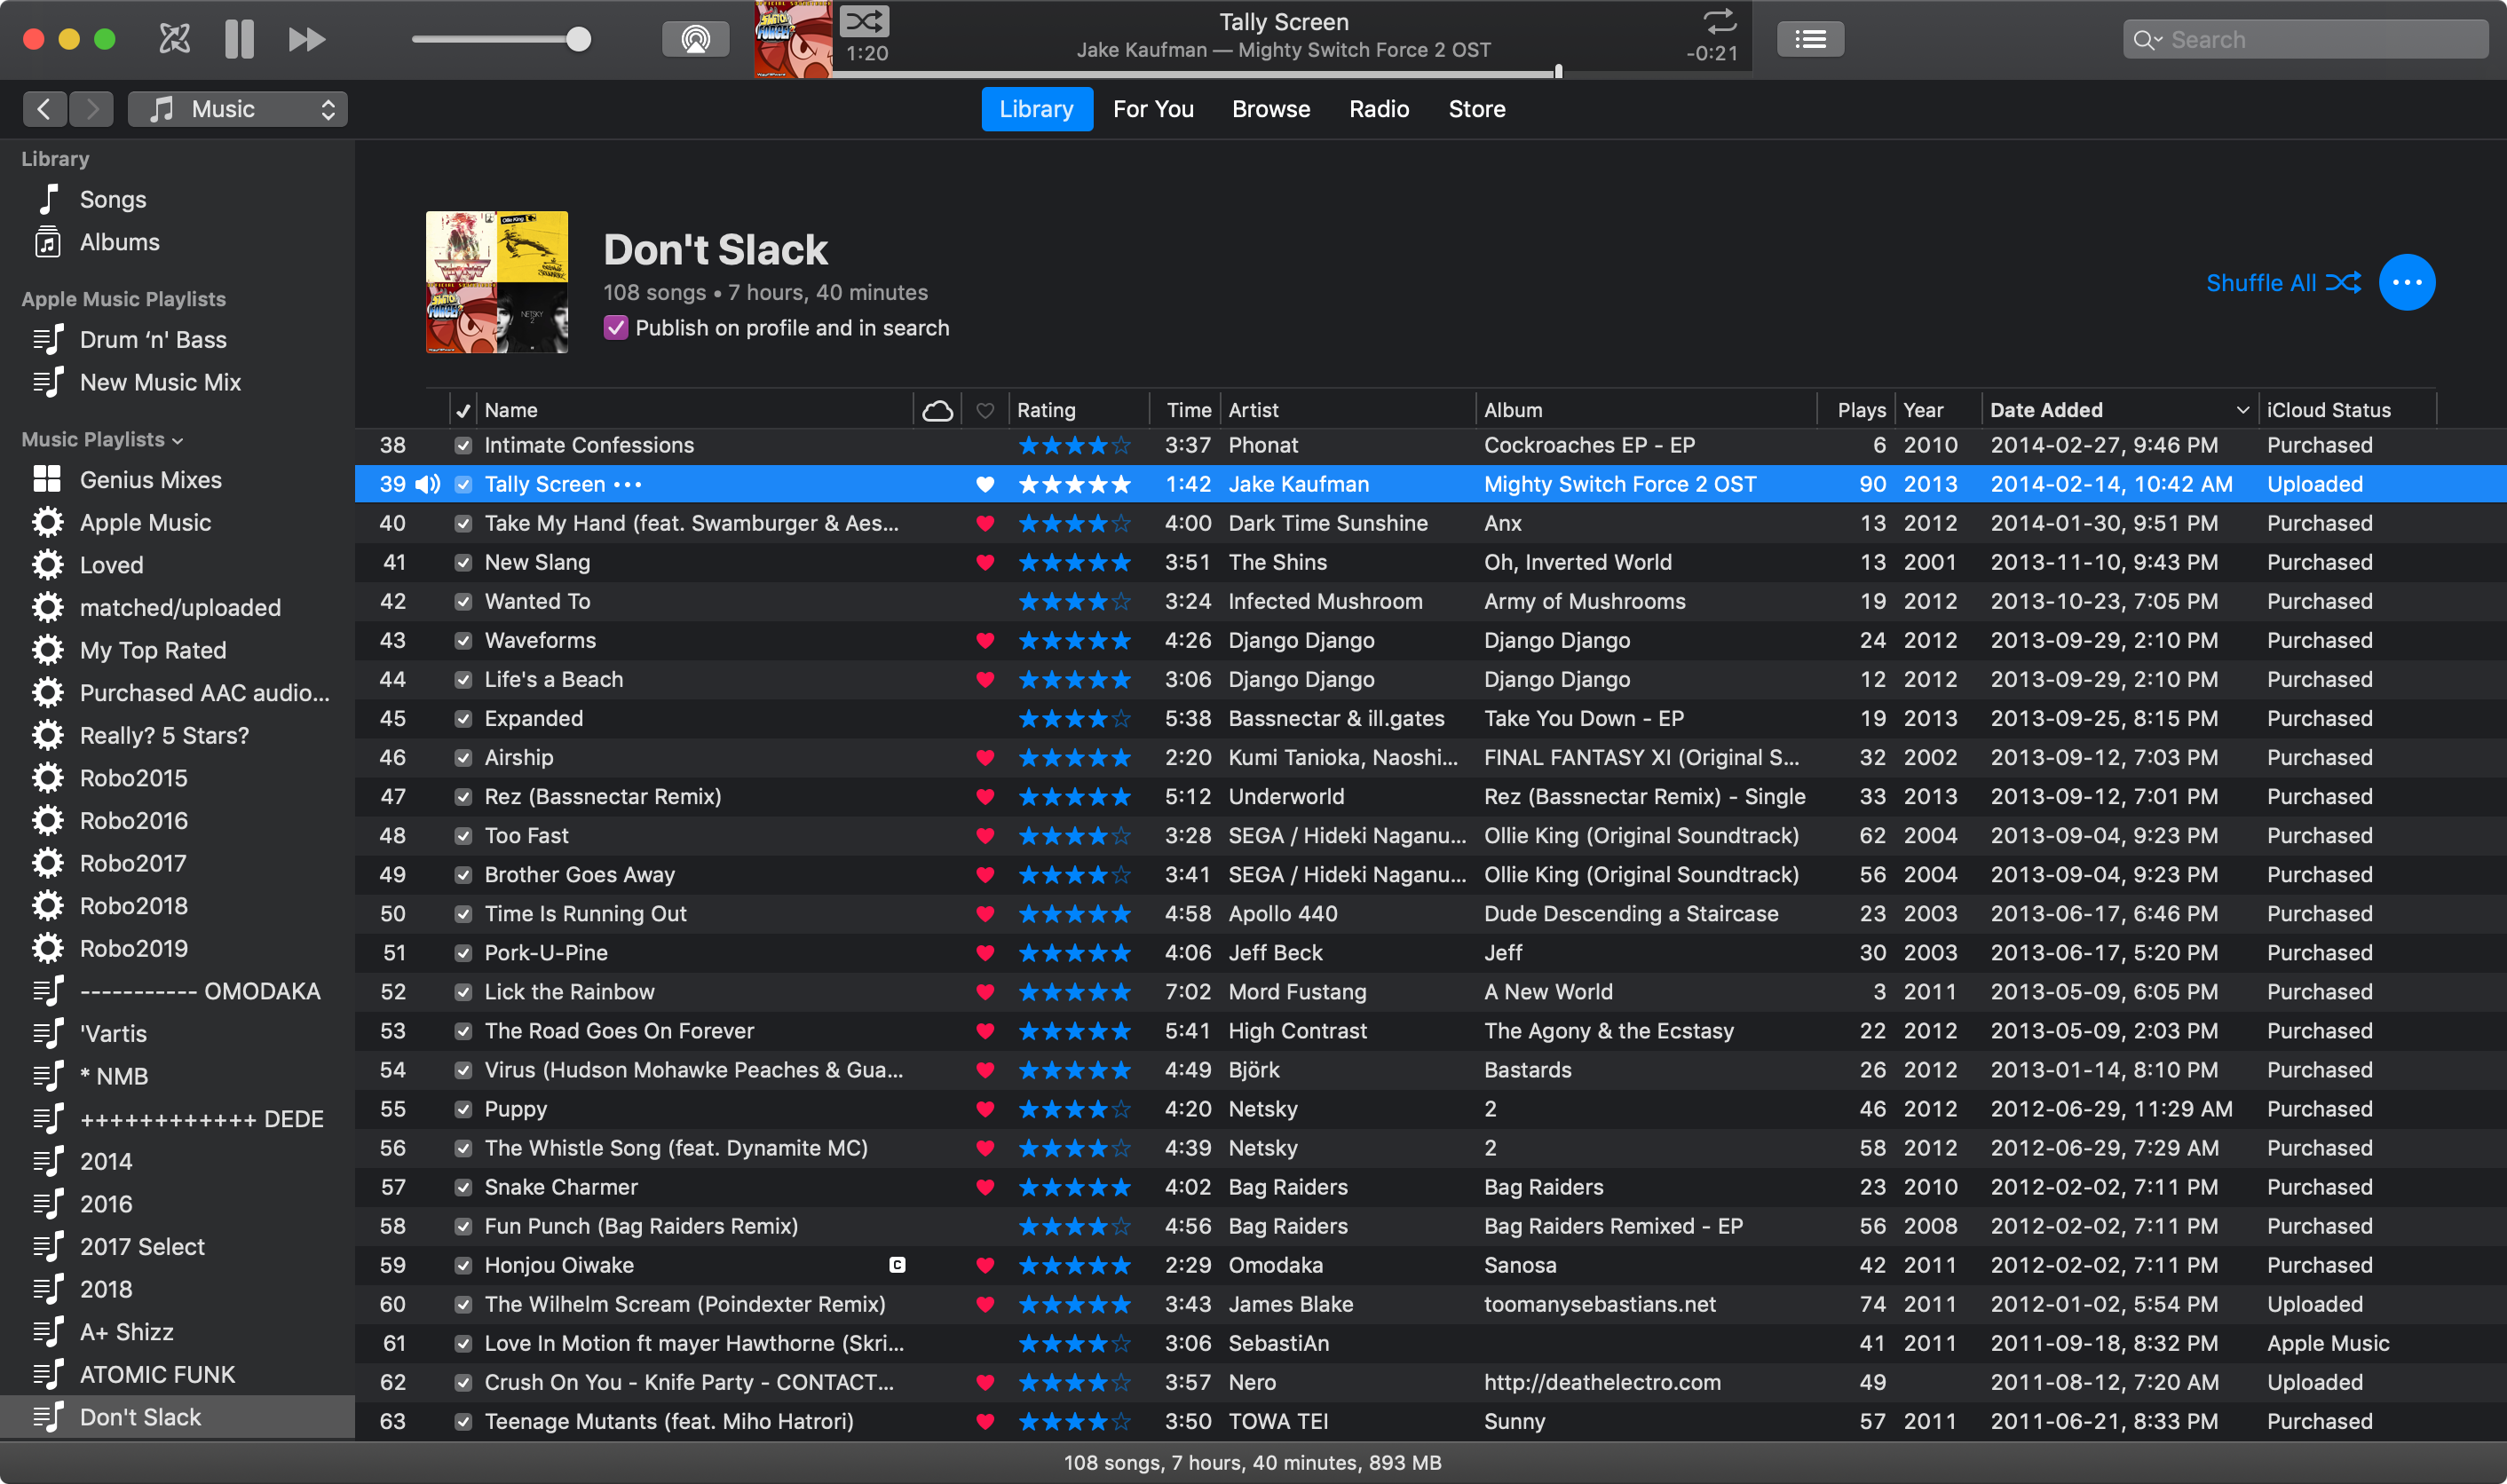 Tally Screen
1:20 Jake Kaufman — Mighty Switch Force 2 OST -0:21
Search
Music
Library For You Browse Radio Store
Library
Songs
Albums
Apple Music Playlists
Drum ‘n' Bass
New Music Mix
Music Playlists
Genius Mixes
Apple Music
Loved
matched/uploaded
My Top Rated
Purchased AAC audio...
Really? 5 Stars?
Robo2015
Robo2016
Robo2017
Robo2018
Robo2019
----------- OMODAKA
'Vartis
* NMB
++++++++++++ DEDE
2014
2016
2017 Select
2018
A+ Shizz
ATOMIC FUNK
Don't Slack
Don't Slack
108 songs • 7 hours, 40 minutes
Publish on profile and in search
Shuffle All
Name Rating Time Artist Album Plays Year Date Added iCloud Status
38 Intimate Confessions 3:37 Phonat Cockroaches EP - EP 6 2010 2014-02-27, 9:46 PM Purchased
39 Tally Screen ••• 1:42 Jake Kaufman Mighty Switch Force 2 OST 90 2013 2014-02-14, 10:42 AM Uploaded
40 Take My Hand (feat. Swamburger & Aes... 4:00 Dark Time Sunshine Anx 13 2012 2014-01-30, 9:51 PM Purchased
41 New Slang 3:51 The Shins Oh, Inverted World 13 2001 2013-11-10, 9:43 PM Purchased
42 Wanted To 3:24 Infected Mushroom Army of Mushrooms 19 2012 2013-10-23, 7:05 PM Purchased
43 Waveforms 4:26 Django Django Django Django 24 2012 2013-09-29, 2:10 PM Purchased
44 Life's a Beach 3:06 Django Django Django Django 12 2012 2013-09-29, 2:10 PM Purchased
45 Expanded 5:38 Bassnectar & ill.gates Take You Down - EP 19 2013 2013-09-25, 8:15 PM Purchased
46 Airship 2:20 Kumi Tanioka, Naoshi... FINAL FANTASY XI (Original S... 32 2002 2013-09-12, 7:03 PM Purchased
47 Rez (Bassnectar Remix) 5:12 Underworld Rez (Bassnectar Remix) - Single 33 2013 2013-09-12, 7:01 PM Purchased
48 Too Fast 3:28 SEGA / Hideki Naganu... Ollie King (Original Soundtrack) 62 2004 2013-09-04, 9:23 PM Purchased
49 Brother Goes Away 3:41 SEGA / Hideki Naganu... Ollie King (Original Soundtrack) 56 2004 2013-09-04, 9:23 PM Purchased
50 Time Is Running Out 4:58 Apollo 440 Dude Descending a Staircase 23 2003 2013-06-17, 6:46 PM Purchased
51 Pork-U-Pine 4:06 Jeff Beck Jeff 30 2003 2013-06-17, 5:20 PM Purchased
52 Lick the Rainbow 7:02 Mord Fustang A New World 3 2011 2013-05-09, 6:05 PM Purchased
53 The Road Goes On Forever 5:41 High Contrast The Agony & the Ecstasy 22 2012 2013-05-09, 2:03 PM Purchased
54 Virus (Hudson Mohawke Peaches & Gua... 4:49 Björk Bastards 26 2012 2013-01-14, 8:10 PM Purchased
55 Puppy 4:20 Netsky 2 46 2012 2012-06-29, 11:29 AM Purchased
56 The Whistle Song (feat. Dynamite MC) 4:39 Netsky 2 58 2012 2012-06-29, 7:29 AM Purchased
57 Snake Charmer 4:02 Bag Raiders Bag Raiders 23 2010 2012-02-02, 7:11 PM Purchased
58 Fun Punch (Bag Raiders Remix) 4:56 Bag Raiders Bag Raiders Remixed - EP 56 2008 2012-02-02, 7:11 PM Purchased
59 Honjou Oiwake C 2:29 Omodaka Sanosa 42 2011 2012-02-02, 7:11 PM Purchased
60 The Wilhelm Scream (Poindexter Remix) 3:43 James Blake toomanysebastians.net 74 2011 2012-01-02, 5:54 PM Uploaded
61 Love In Motion ft mayer Hawthorne (Skri... 3:06 SebastiAn 41 2011 2011-09-18, 8:32 PM Apple Music
62 Crush On You - Knife Party - CONTACT... 3:57 Nero http://deathelectro.com 49 2011-08-12, 7:20 AM Uploaded
63 Teenage Mutants (feat. Miho Hatrori) 3:50 TOWA TEI Sunny 57 2011 2011-06-21, 8:33 PM Purchased
108 songs, 7 hours, 40 minutes, 893 MB